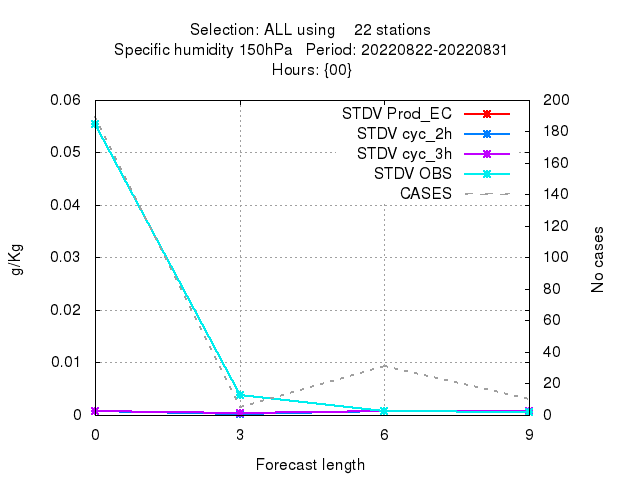 Selection: ALL using 22 stations
Specific humidity 150hPa Period: 20220822-20220831
Hours: {00}
0.06 200
STDV Prod_EC
180
STDV cyc_2h
0.05 160
STDV cyc_3h
STDV OBS
140
CASES
0.04
120
0.03 100
80
0.02
60
0.01 40
20
0 0
0 3 6 9
Forecast length
g/Kg
No cases